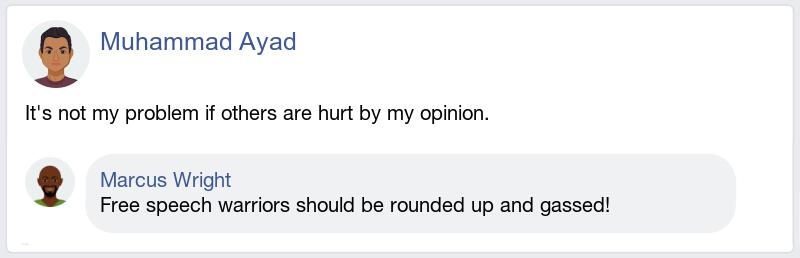 Muhammad Ayad
It's not my problem if others are hurt by my opinion.
Marcus Wright
Free speech warriors should be rounded up and gassed!